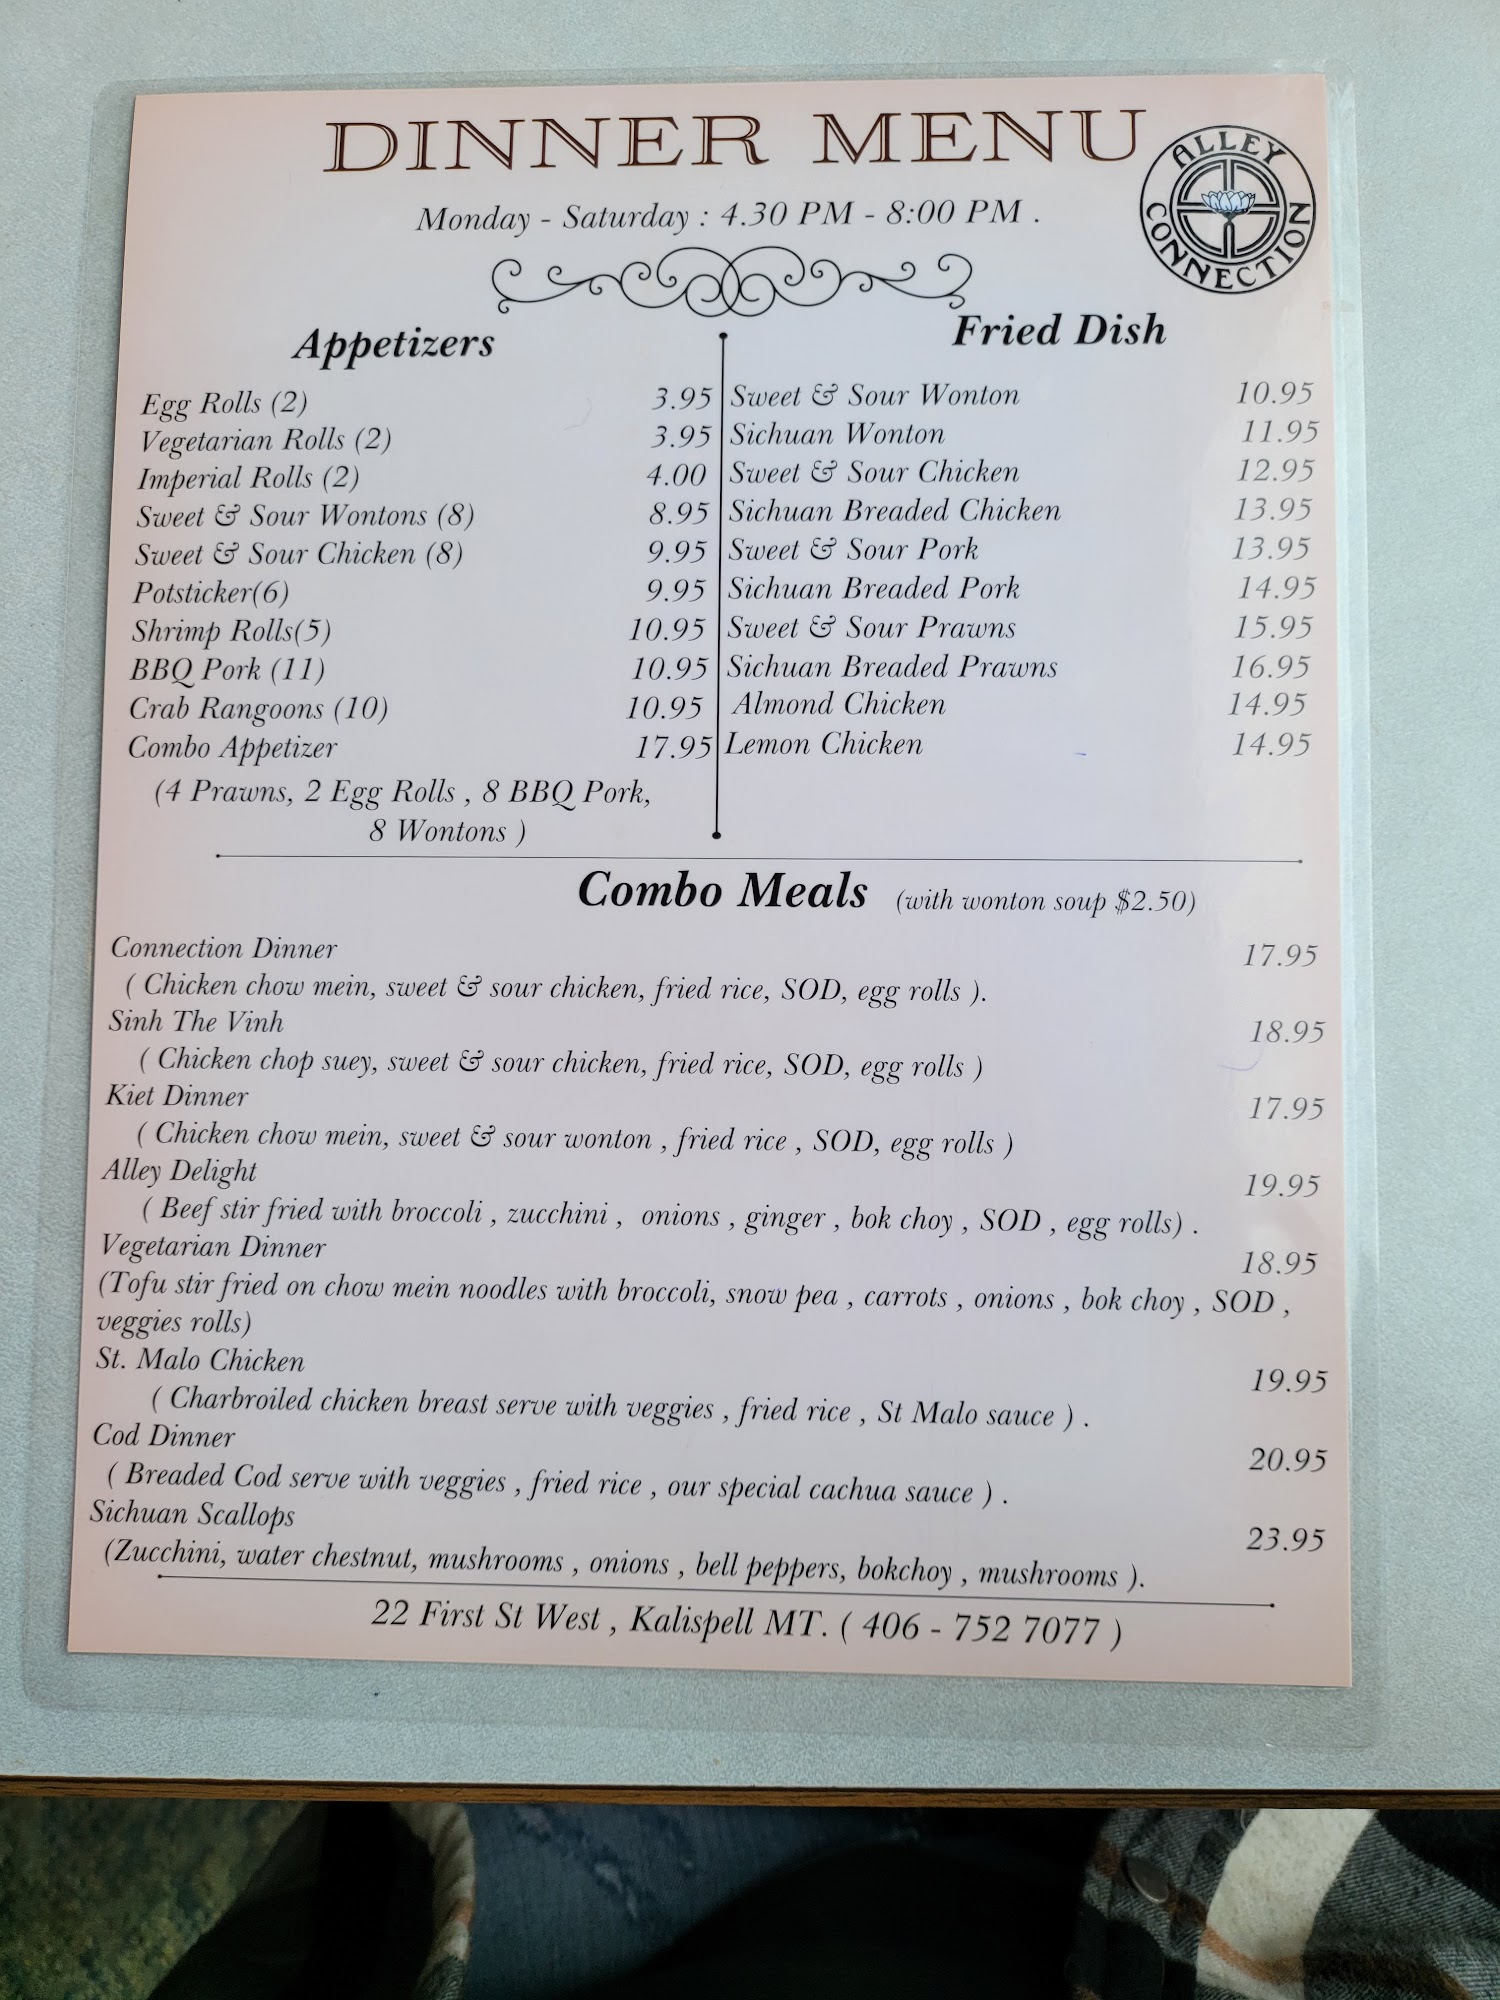 DINNER MENU
ALLEY CONNECTION
Monday - Saturday : 4.30 PM - 8:00 PM .
Appetizers
Egg Rolls (2) 3.95
Vegetarian Rolls (2) 3.95
Imperial Rolls (2) 4.00
Sweet & Sour Wontons (8) 8.95
Sweet & Sour Chicken (8) 9.95
Potsticker(6) 9.95
Shrimp Rolls(5) 10.95
BBQ Pork (11) 10.95
Crab Rangoons (10) 10.95
Combo Appetizer 17.95
(4 Prawns, 2 Egg Rolls , 8 BBQ Pork,
8 Wontons )
Fried Dish
Sweet & Sour Wonton 10.95
Sichuan Wonton 11.95
Sweet & Sour Chicken 12.95
Sichuan Breaded Chicken 13.95
Sweet & Sour Pork 13.95
Sichuan Breaded Pork 14.95
Sweet & Sour Prawns 15.95
Sichuan Breaded Prawns 16.95
Almond Chicken 14.95
Lemon Chicken 14.95
Combo Meals (with wonton soup $2.50)
Connection Dinner 17.95
( Chicken chow mein, sweet & sour chicken, fried rice, SOD, egg rolls ).
Sinh The Vinh 18.95
( Chicken chop suey, sweet & sour chicken, fried rice, SOD, egg rolls )
Kiet Dinner 17.95
( Chicken chow mein, sweet & sour wonton , fried rice , SOD, egg rolls )
Alley Delight 19.95
( Beef stir fried with broccoli , zucchini , onions , ginger , bok choy , SOD , egg rolls) .
Vegetarian Dinner 18.95
(Tofu stir fried on chow mein noodles with broccoli, snow pea , carrots , onions , bok choy , SOD ,
veggies rolls)
St. Malo Chicken 19.95
( Charbroiled chicken breast serve with veggies , fried rice , St Malo sauce ) .
Cod Dinner 20.95
( Breaded Cod serve with veggies , fried rice , our special cachua sauce ) .
Sichuan Scallops 23.95
(Zucchini, water chestnut, mushrooms , onions , bell peppers, bokchoy , mushrooms ).
22 First St West , Kalispell MT. ( 406 - 752 7077 )